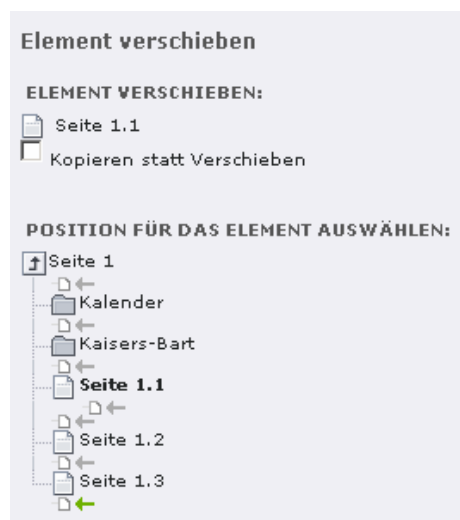 Element verschieben
ELEMENT VERSCHIEBEN:
Seite 1.1
Kopieren statt Verschieben
POSITION FÜR DAS ELEMENT AUSWÄHLEN:
Seite 1
Kalender
Kaisers-Bart
Seite 1.1
Seite 1.2
Seite 1.3